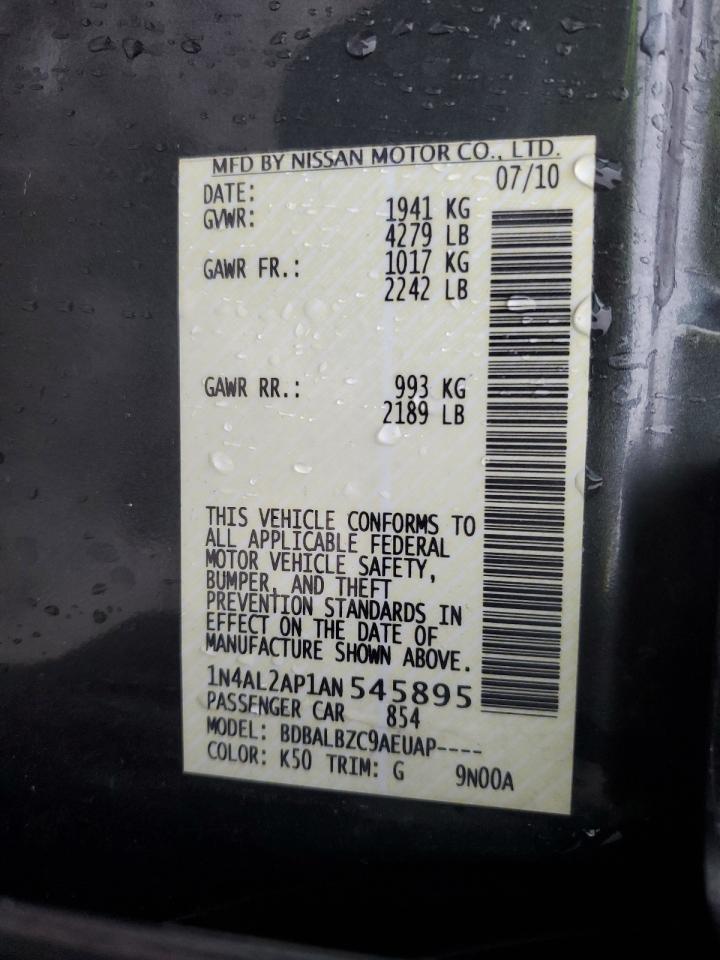 MFD BY NISSAN MOTOR CO., LTD.
DATE: 07/10
GVWR: 1941 KG
4279 LB
GAWR FR.: 1017 KG
2242 LB
GAWR RR.: 993 KG
2189 LB
THIS VEHICLE CONFORMS TO
ALL APPLICABLE FEDERAL
MOTOR VEHICLE SAFETY,
BUMPER, AND THEFT
PREVENTION STANDARDS IN
EFFECT ON THE DATE OF
MANUFACTURE SHOWN ABOVE.
1N4AL2AP1AN545895
PASSENGER CAR 854
MODEL: BDBALBZC9AEUAP----
COLOR: K50 TRIM: G 9N00A